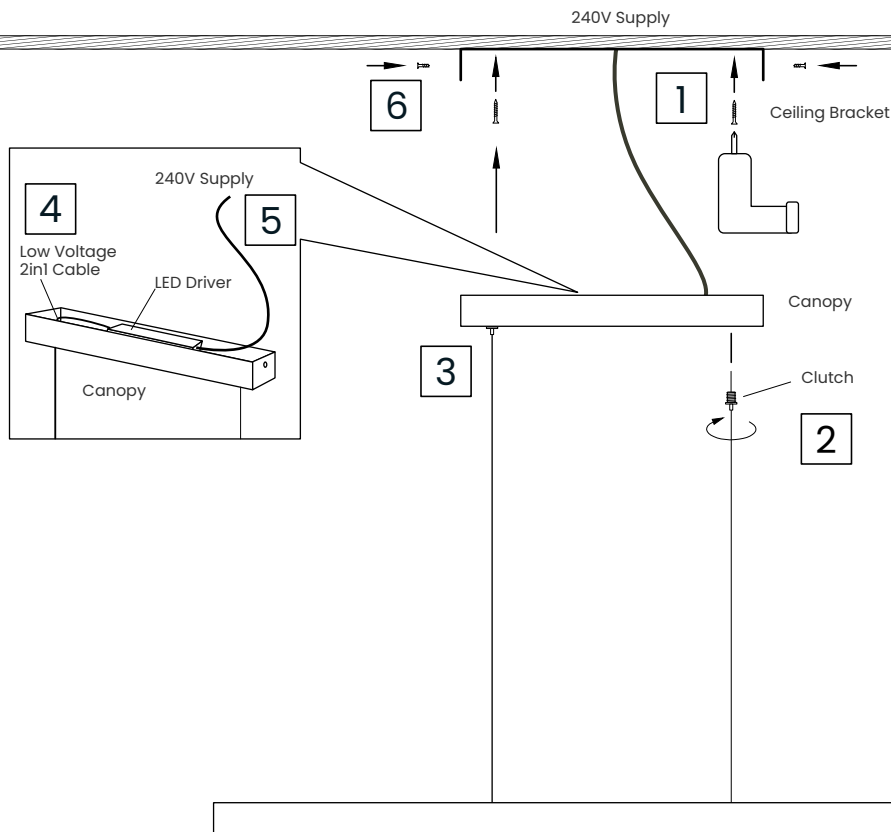 240V Supply
6
1
Ceiling Bracket
240V Supply
4
5
Low Voltage
2in1 Cable
LED Driver
Canopy
Canopy
3
Clutch
2